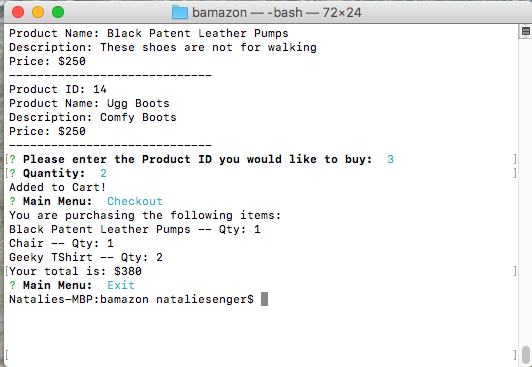 bamazon — -bash — 72×24
Product Name: Black Patent Leather Pumps
Description: These shoes are not for walking
Price: $250
-----------------------------
Product ID: 14
Product Name: Ugg Boots
Description: Comfy Boots
Price: $250
-----------------------------
[? Please enter the Product ID you would like to buy:  3 ]
[? Quantity:  2 ]
Added to Cart!
? Main Menu:  Checkout
You are purchasing the following items:
Black Patent Leather Pumps -- Qty: 1
Chair -- Qty: 1
Geeky TShirt -- Qty: 2
[Your total is: $380 ]
? Main Menu:  Exit
Natalies-MBP:bamazon nataliesenger$
[ ]